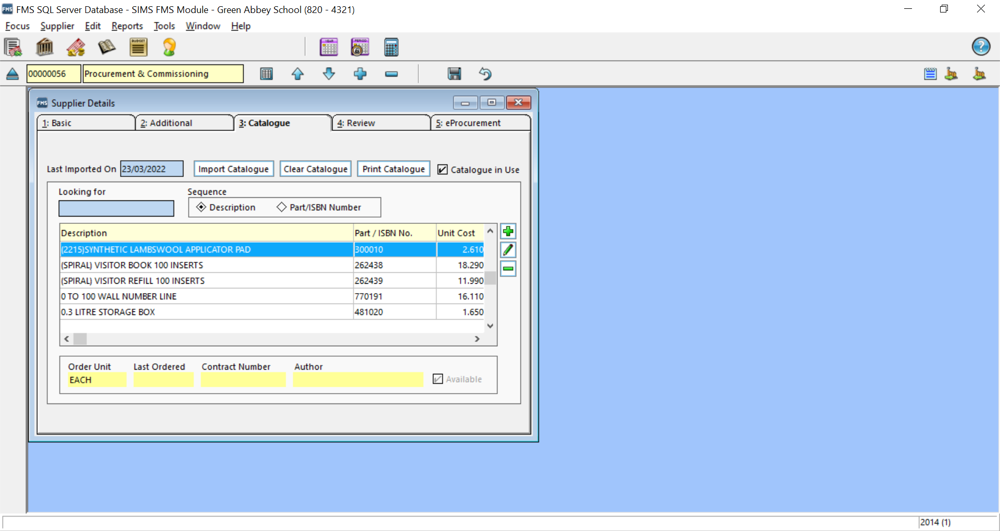 FMS FMS SQL Server Database - SIMS FMS Module - Green Abbey School (820 - 4321)
Focus Supplier Edit Reports Tools Window Help
BUDGET YEAR PERIOD ?
00000056 Procurement & Commissioning
FMS Supplier Details
1: Basic 2: Additional 3: Catalogue 4: Review 5: eProcurement
Last Imported On 23/03/2022 Import Catalogue Clear Catalogue Print Catalogue Catalogue in Use
Looking for Sequence
Description Part/ISBN Number
Description Part / ISBN No. Unit Cost
(2215)SYNTHETIC LAMBSWOOL APPLICATOR PAD 300010 2.610
(SPIRAL) VISITOR BOOK 100 INSERTS 262438 18.290
(SPIRAL) VISITOR REFILL 100 INSERTS 262439 11.990
0 TO 100 WALL NUMBER LINE 770191 16.110
0.3 LITRE STORAGE BOX 481020 1.650
Order Unit Last Ordered Contract Number Author
EACH Available
2014 (1)